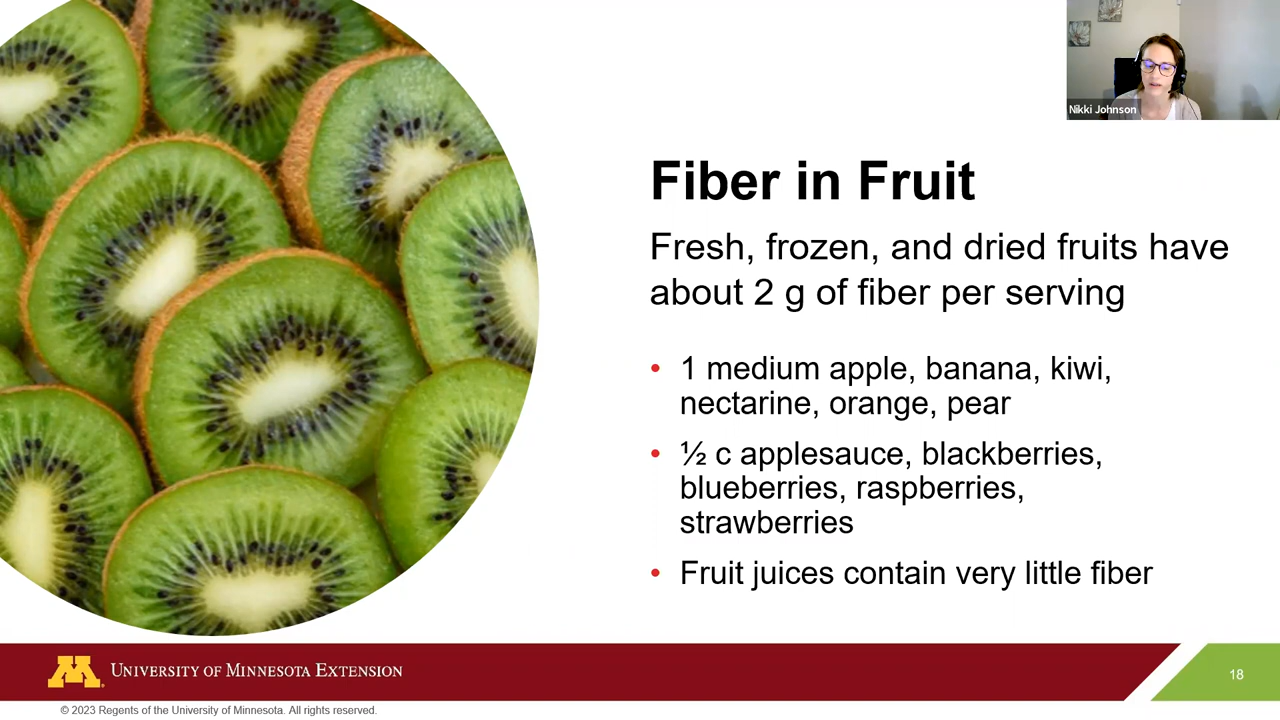 Nikki Johnson
Fiber in Fruit
Fresh, frozen, and dried fruits have
about 2 g of fiber per serving
• 1 medium apple, banana, kiwi,
nectarine, orange, pear
• ½ c applesauce, blackberries,
blueberries, raspberries,
strawberries
• Fruit juices contain very little fiber
M
UNIVERSITY OF MINNESOTA EXTENSION
18
© 2023 Regents of the University of Minnesota. All rights reserved.